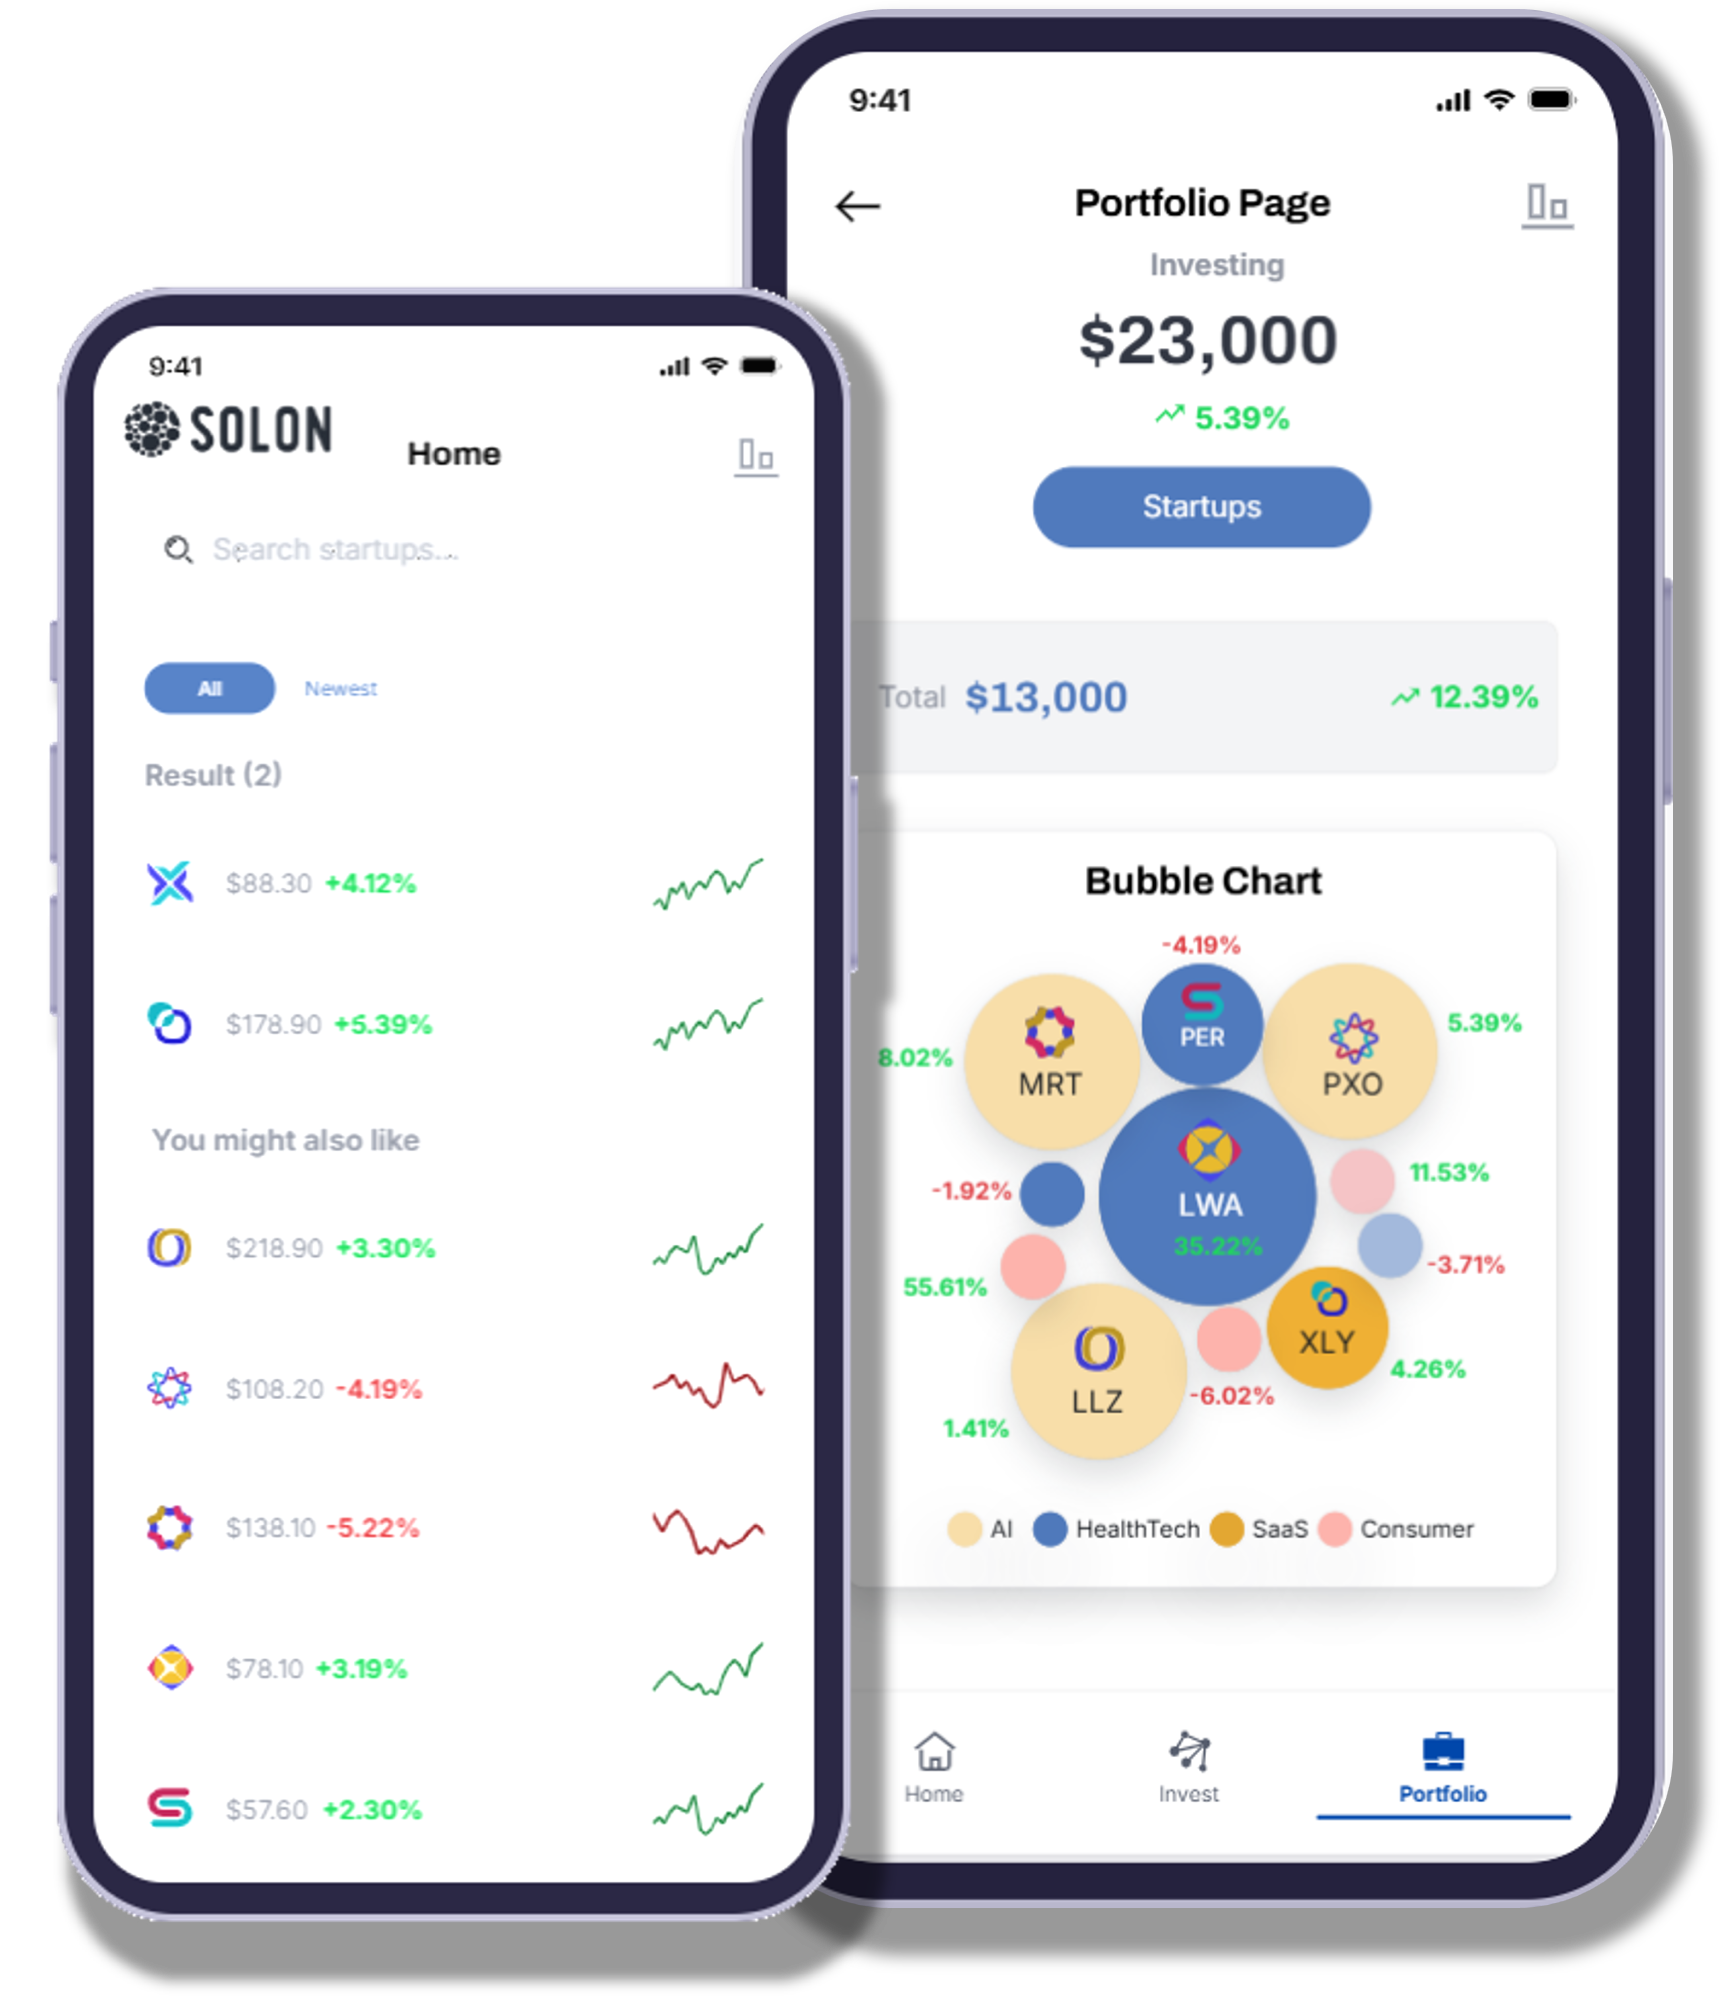 9:41
SOLON
Home
Search startups...
All Newest
Result (2)
$88.30 +4.12%
$178.90 +5.39%
You might also like
$218.90 +3.30%
$108.20 -4.19%
$138.10 -5.22%
$78.10 +3.19%
$57.60 +2.30%
9:41
Portfolio Page
Investing
$23,000
5.39%
Startups
Total $13,000 12.39%
Bubble Chart
-4.19%
PER
5.39%
8.02%
MRT
PXO
11.53%
-1.92%
LWA
35.22%
-3.71%
55.61%
XLY
4.26%
LLZ
-6.02%
1.41%
AI HealthTech SaaS Consumer
Home Invest Portfolio